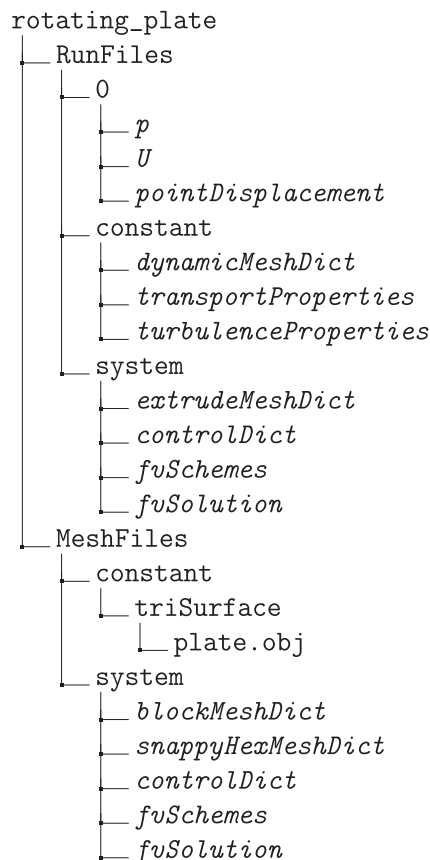 rotating_plate
RunFiles
0
p
U
pointDisplacement
constant
dynamicMeshDict
transportProperties
turbulenceProperties
system
extrudeMeshDict
controlDict
fvSchemes
fvSolution
MeshFiles
constant
triSurface
plate.obj
system
blockMeshDict
snappyHexMeshDict
controlDict
fvSchemes
fvSolution